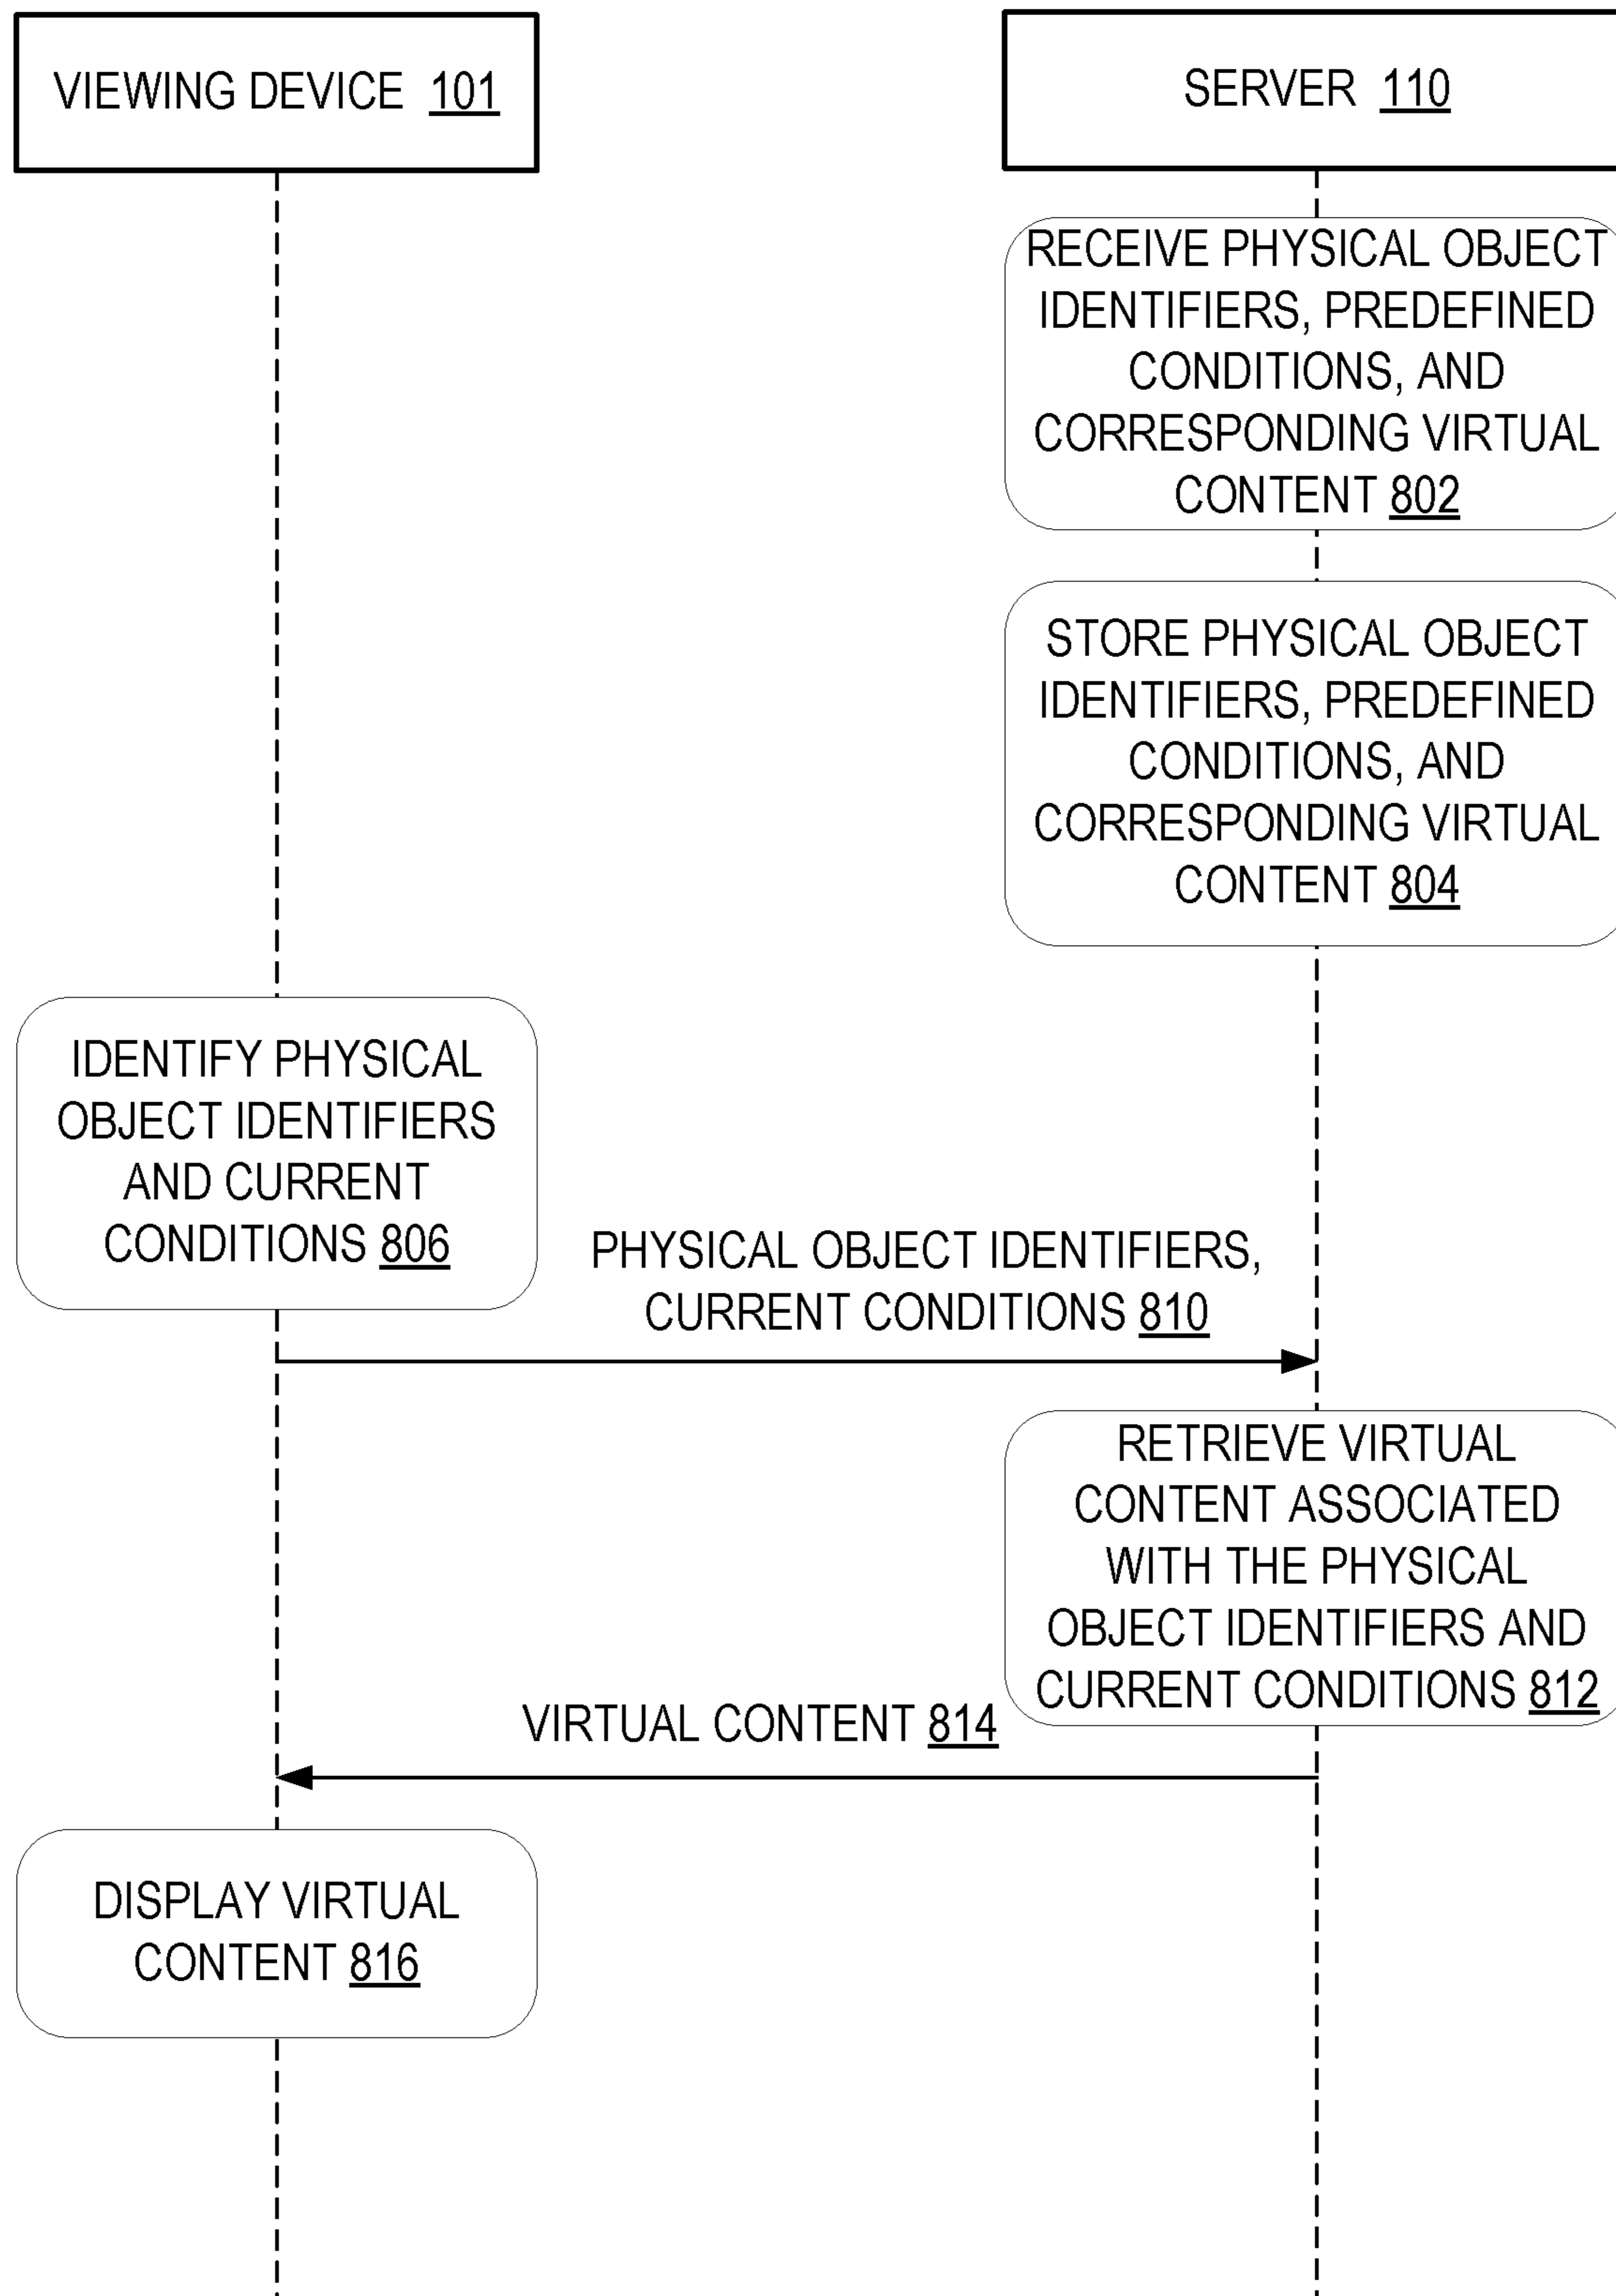 VIEWING DEVICE 101
SERVER 110
RECEIVE PHYSICAL OBJECT
IDENTIFIERS, PREDEFINED
CONDITIONS, AND
CORRESPONDING VIRTUAL
CONTENT 802
STORE PHYSICAL OBJECT
IDENTIFIERS, PREDEFINED
CONDITIONS, AND
CORRESPONDING VIRTUAL
CONTENT 804
IDENTIFY PHYSICAL
OBJECT IDENTIFIERS
AND CURRENT
CONDITIONS 806
PHYSICAL OBJECT IDENTIFIERS,
CURRENT CONDITIONS 810
RETRIEVE VIRTUAL
CONTENT ASSOCIATED
WITH THE PHYSICAL
OBJECT IDENTIFIERS AND
CURRENT CONDITIONS 812
VIRTUAL CONTENT 814
DISPLAY VIRTUAL
CONTENT 816